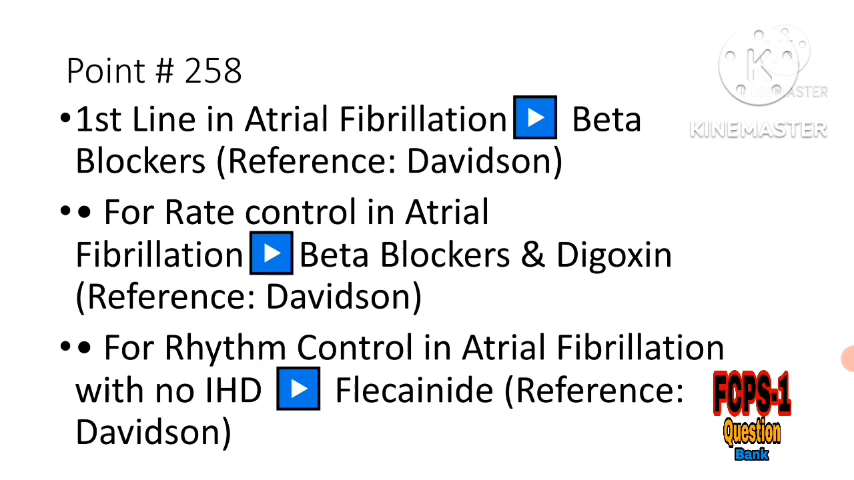 Point # 258
•1st Line in Atrial Fibrillation▶ Beta
Blockers (Reference: Davidson)
•• For Rate control in Atrial
Fibrillation▶Beta Blockers & Digoxin
(Reference: Davidson)
•• For Rhythm Control in Atrial Fibrillation
with no IHD ▶ Flecainide (Reference:
Davidson)
K
KINEMASTER
FCPS-1
Question
Bank